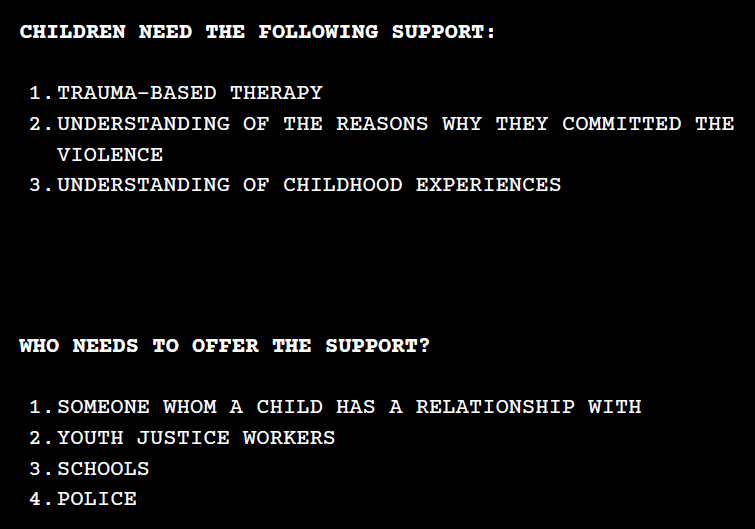 CHILDREN NEED THE FOLLOWING SUPPORT:
1. TRAUMA-BASED THERAPY
2. UNDERSTANDING OF THE REASONS WHY THEY COMMITTED THE
VIOLENCE
3. UNDERSTANDING OF CHILDHOOD EXPERIENCES
WHO NEEDS TO OFFER THE SUPPORT?
1. SOMEONE WHOM A CHILD HAS A RELATIONSHIP WITH
2. YOUTH JUSTICE WORKERS
3. SCHOOLS
4. POLICE